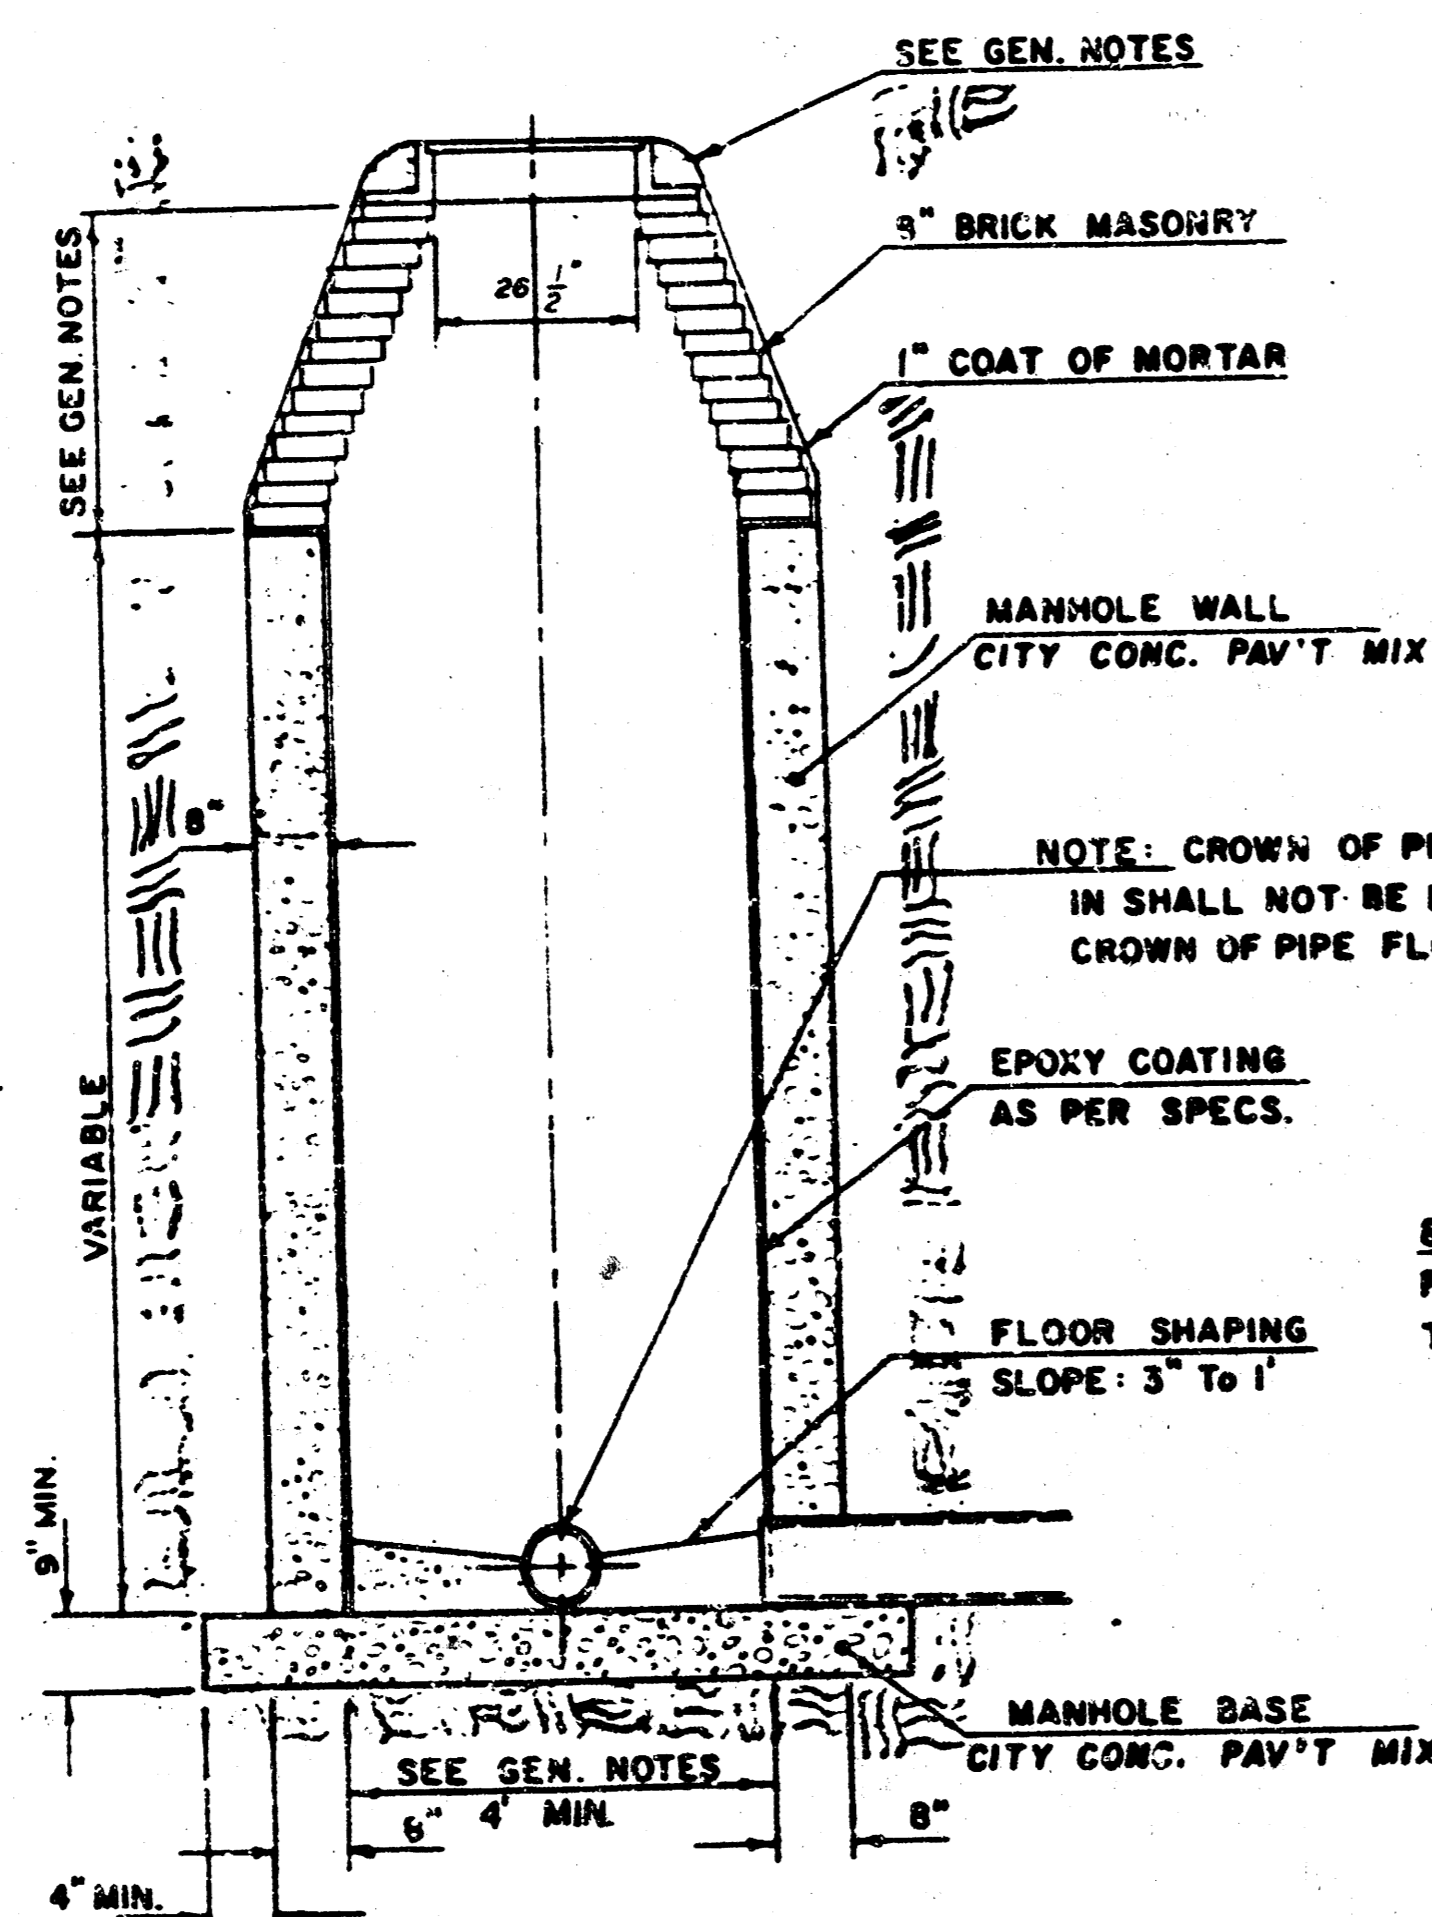 SEE GEN. NOTES
SEE GEN. NOTES
BRICK MASONRY
26 1/2"
1" COAT OF MORTAR
MANHOLE WALL
CITY CONC. PAV'T MIX
8"
NOTE: CROWN OF
IN SHALL NOT BE
CROWN OF PIPE
VARIABLE
EPOXY COATING
AS PER SPECS.
FLOOR SHAPING
SLOPE: 3" To 1'
9" MIN.
MANHOLE BASE
CITY CONC. PAV'T MIX
SEE GEN. NOTES
4' MIN.
8"
8"
4" MIN.